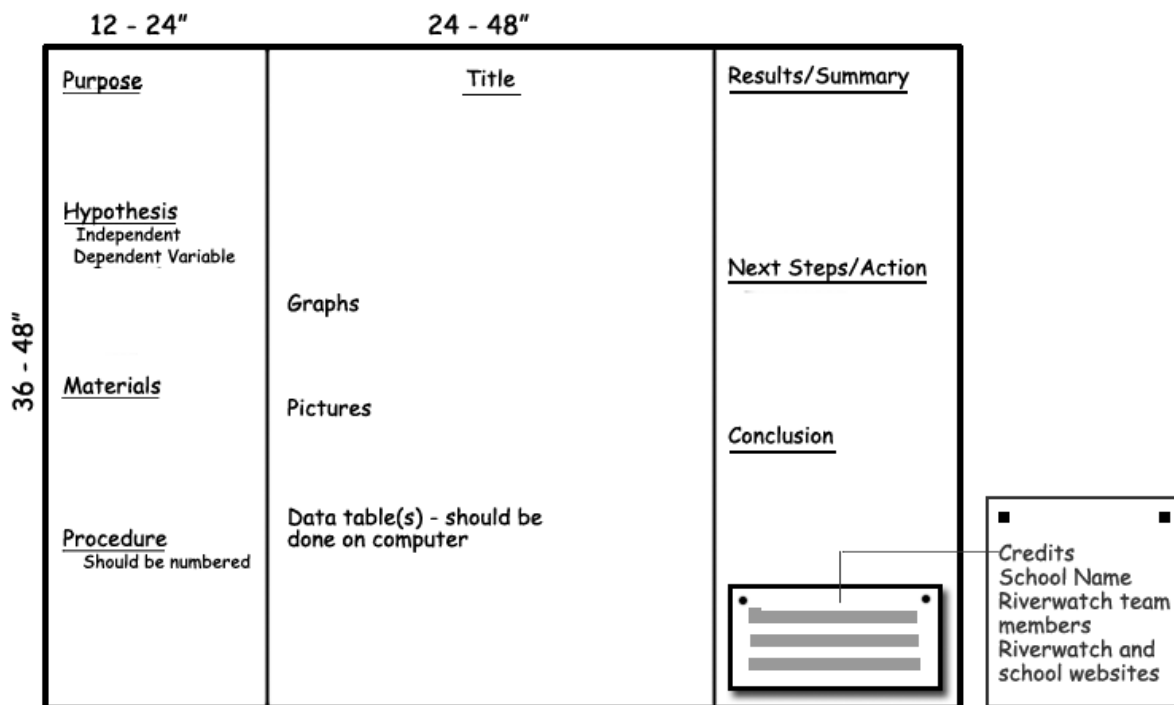 12 - 24"
24 - 48"
36 - 48"
Purpose
Hypothesis
Independent
Dependent Variable
Materials
Procedure
Should be numbered
Title
Graphs
Pictures
Data table(s) - should be
done on computer
Results/Summary
Next Steps/Action
Conclusion
Credits
School Name
Riverwatch team
members
Riverwatch and
school websites